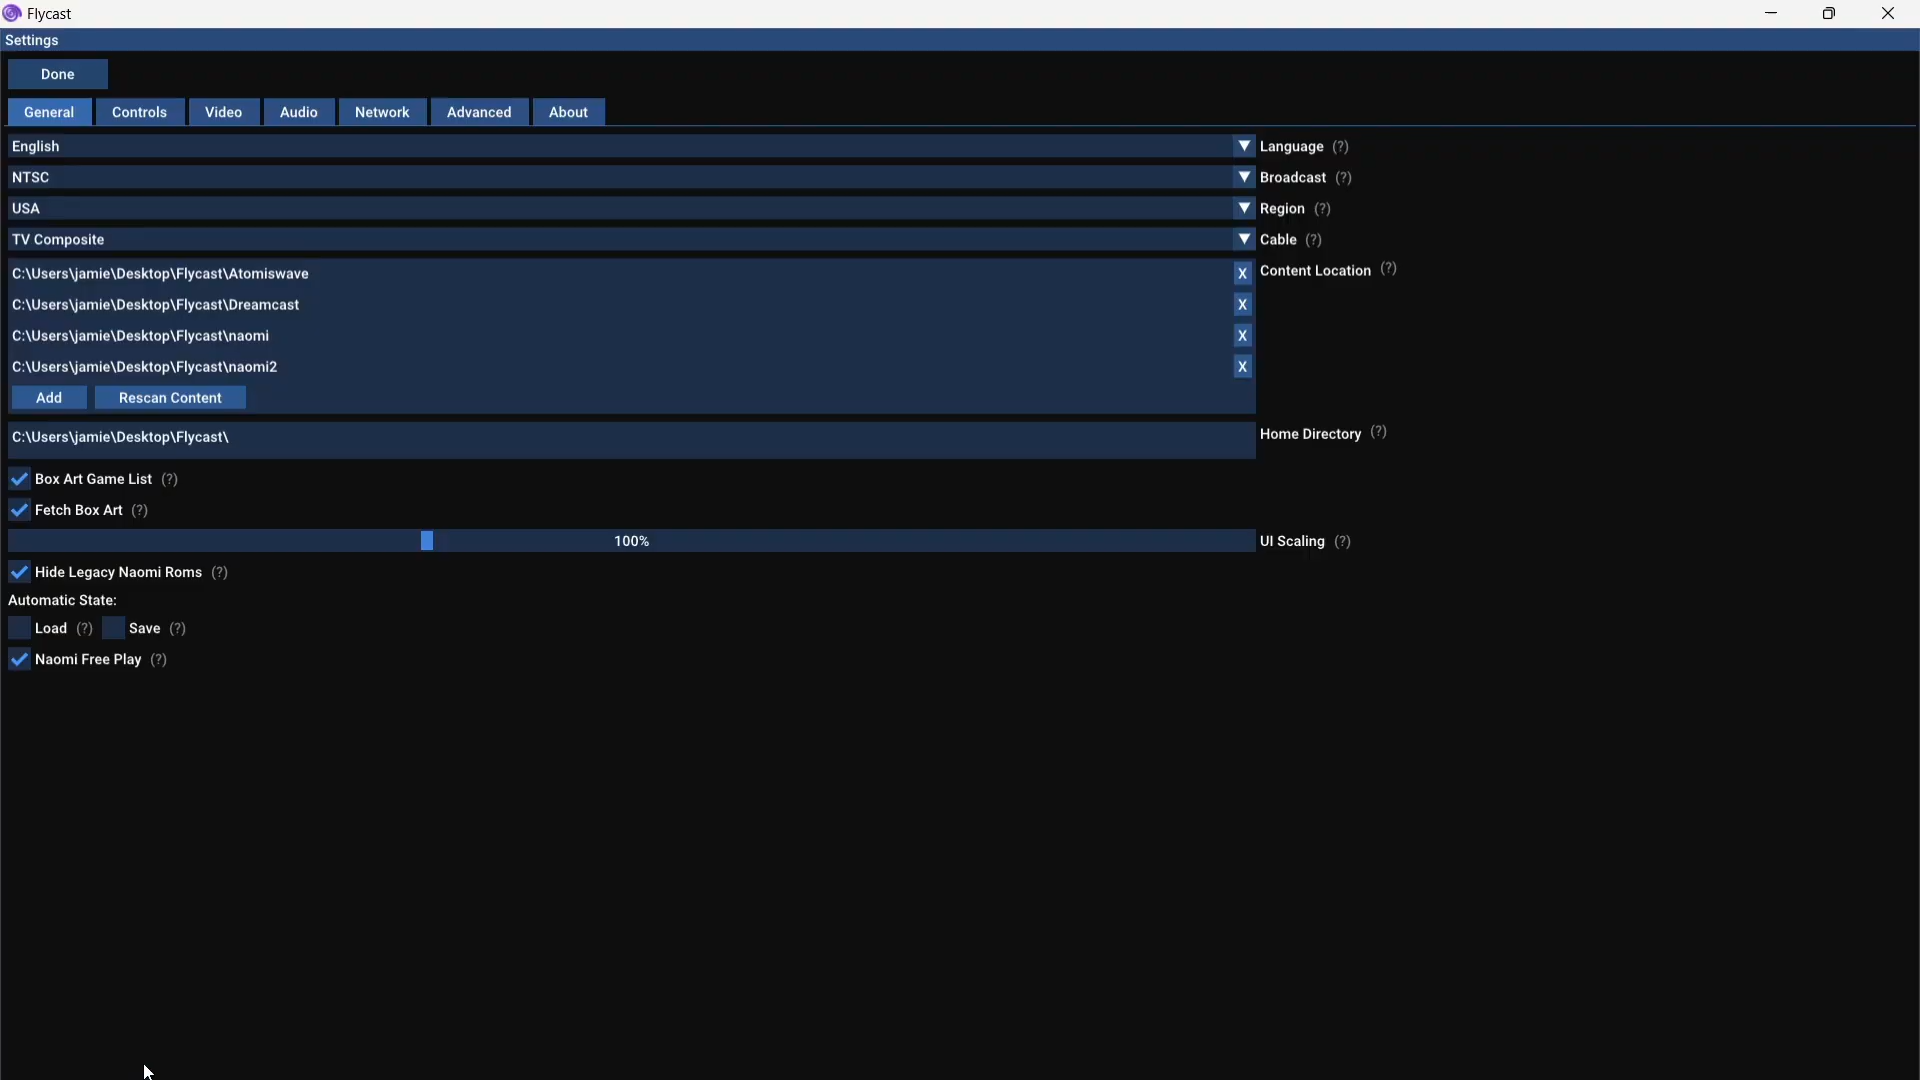 Flycast
Settings
Done
General Controls Video Audio Network Advanced About
English Language (?)
NTSC Broadcast (?)
USA Region (?)
TV Composite Cable (?)
C:\Users\jamie\Desktop\Flycast\Atomiswave X Content Location (?)
C:\Users\jamie\Desktop\Flycast\Dreamcast X
C:\Users\jamie\Desktop\Flycast\naomi X
C:\Users\jamie\Desktop\Flycast\naomi2 X
Add Rescan Content
C:\Users\jamie\Desktop\Flycast\ Home Directory (?)
Box Art Game List (?)
Fetch Box Art (?)
100% UI Scaling (?)
Hide Legacy Naomi Roms (?)
Automatic State:
Load (?) Save (?)
Naomi Free Play (?)